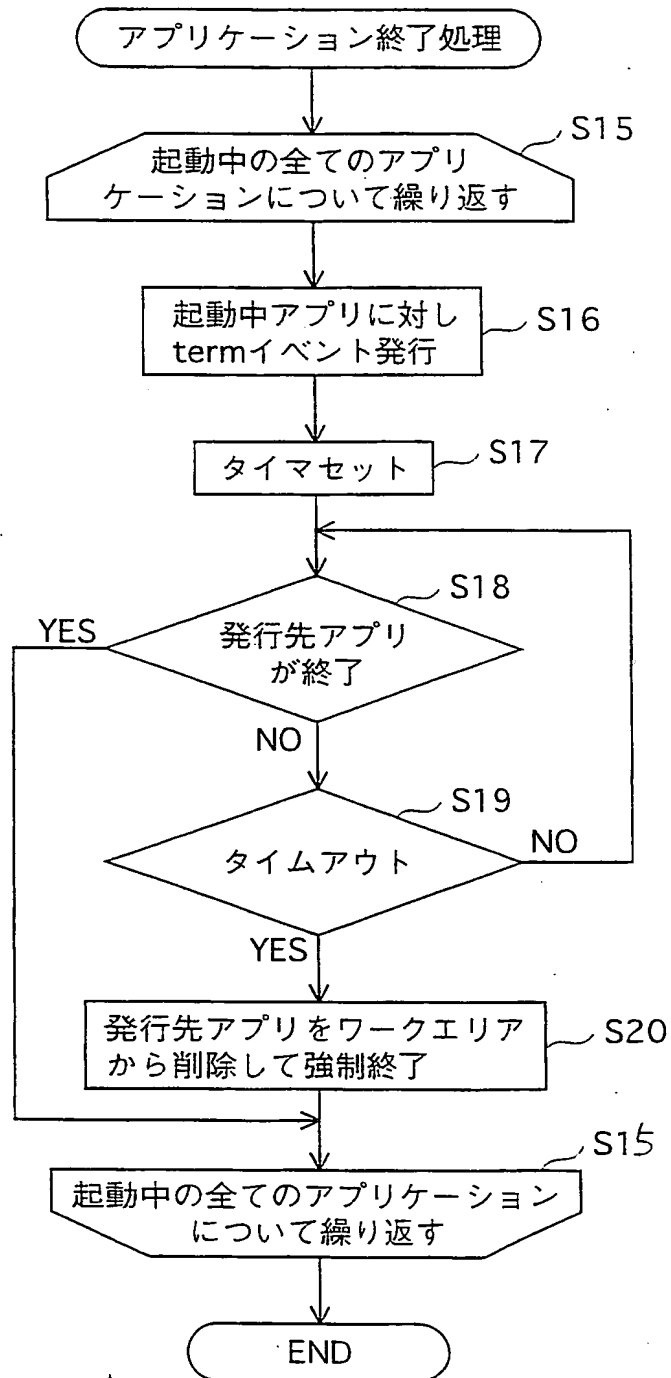 アプリケーション終了処理
S15
起動中の全てのアプリ
ケーションについて繰り返す
起動中アプリに対し
termイベント発行
S16
タイマセット
S17
S18
YES
発行先アプリ
が終了
NO
S19
タイムアウト
NO
YES
発行先アプリをワークエリア
から削除して強制終了
S20
S15
起動中の全てのアプリケーション
について繰り返す
END